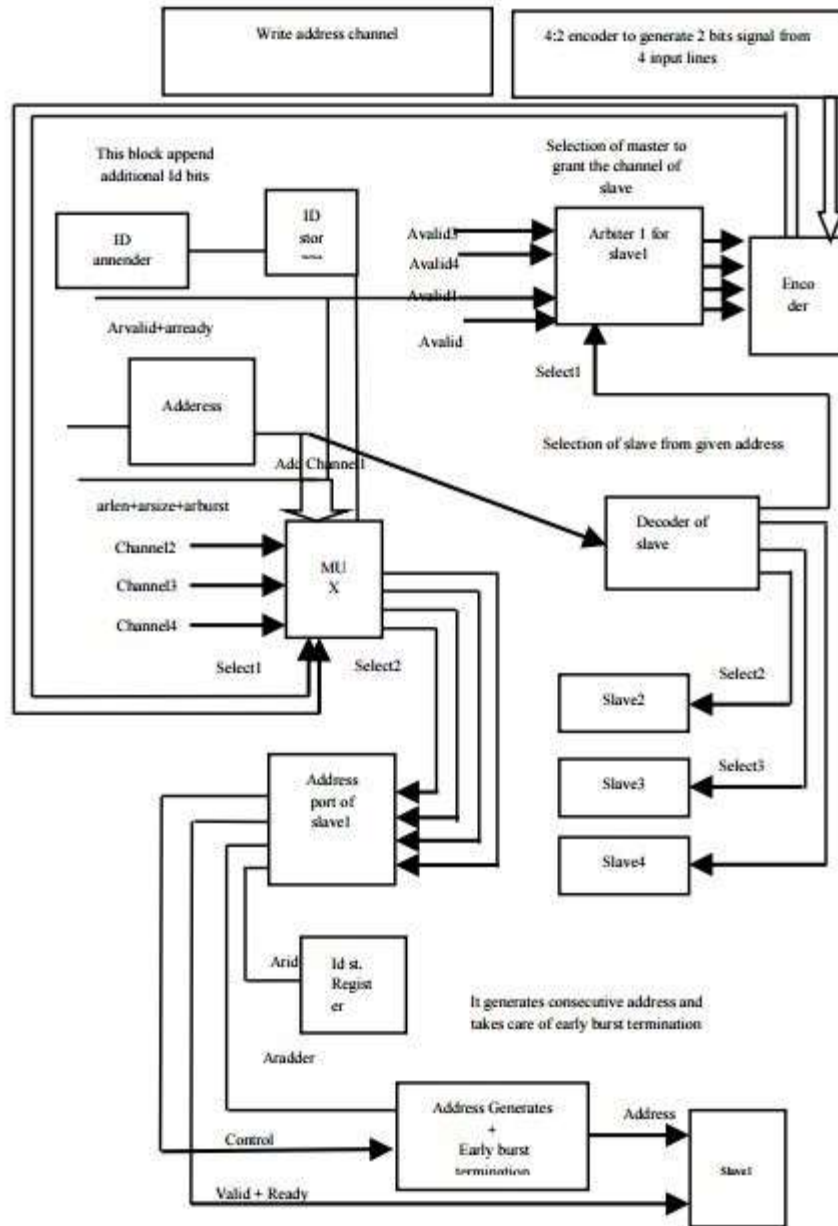 Write address channel
4:2 encoder to generate 2 bits signal from
4 input lines
This block append
additional Id bits
Selection of master to
grant the channel of
slave
ID
annender
ID
stor
Avalid3
Avalid4
Avalid1
Avalid
Arbiter 1 for
slave1
Enco
der
Arvalid+arready
Select1
Adderess
Selection of slave from given address
Add Channel1
arlen+arsize+arburst
Channel2
Channel3
Channel4
MU
X
Decoder of
slave
Select1
Select2
Select2
Slave2
Select3
Slave3
Slave4
Address
port of
slave1
Arid
Id st.
Regist
er
It generates consecutive address and
takes care of early burst termination
Aradder
Address Generates
+
Early burst
termination
Address
Slave1
Control
Valid + Ready